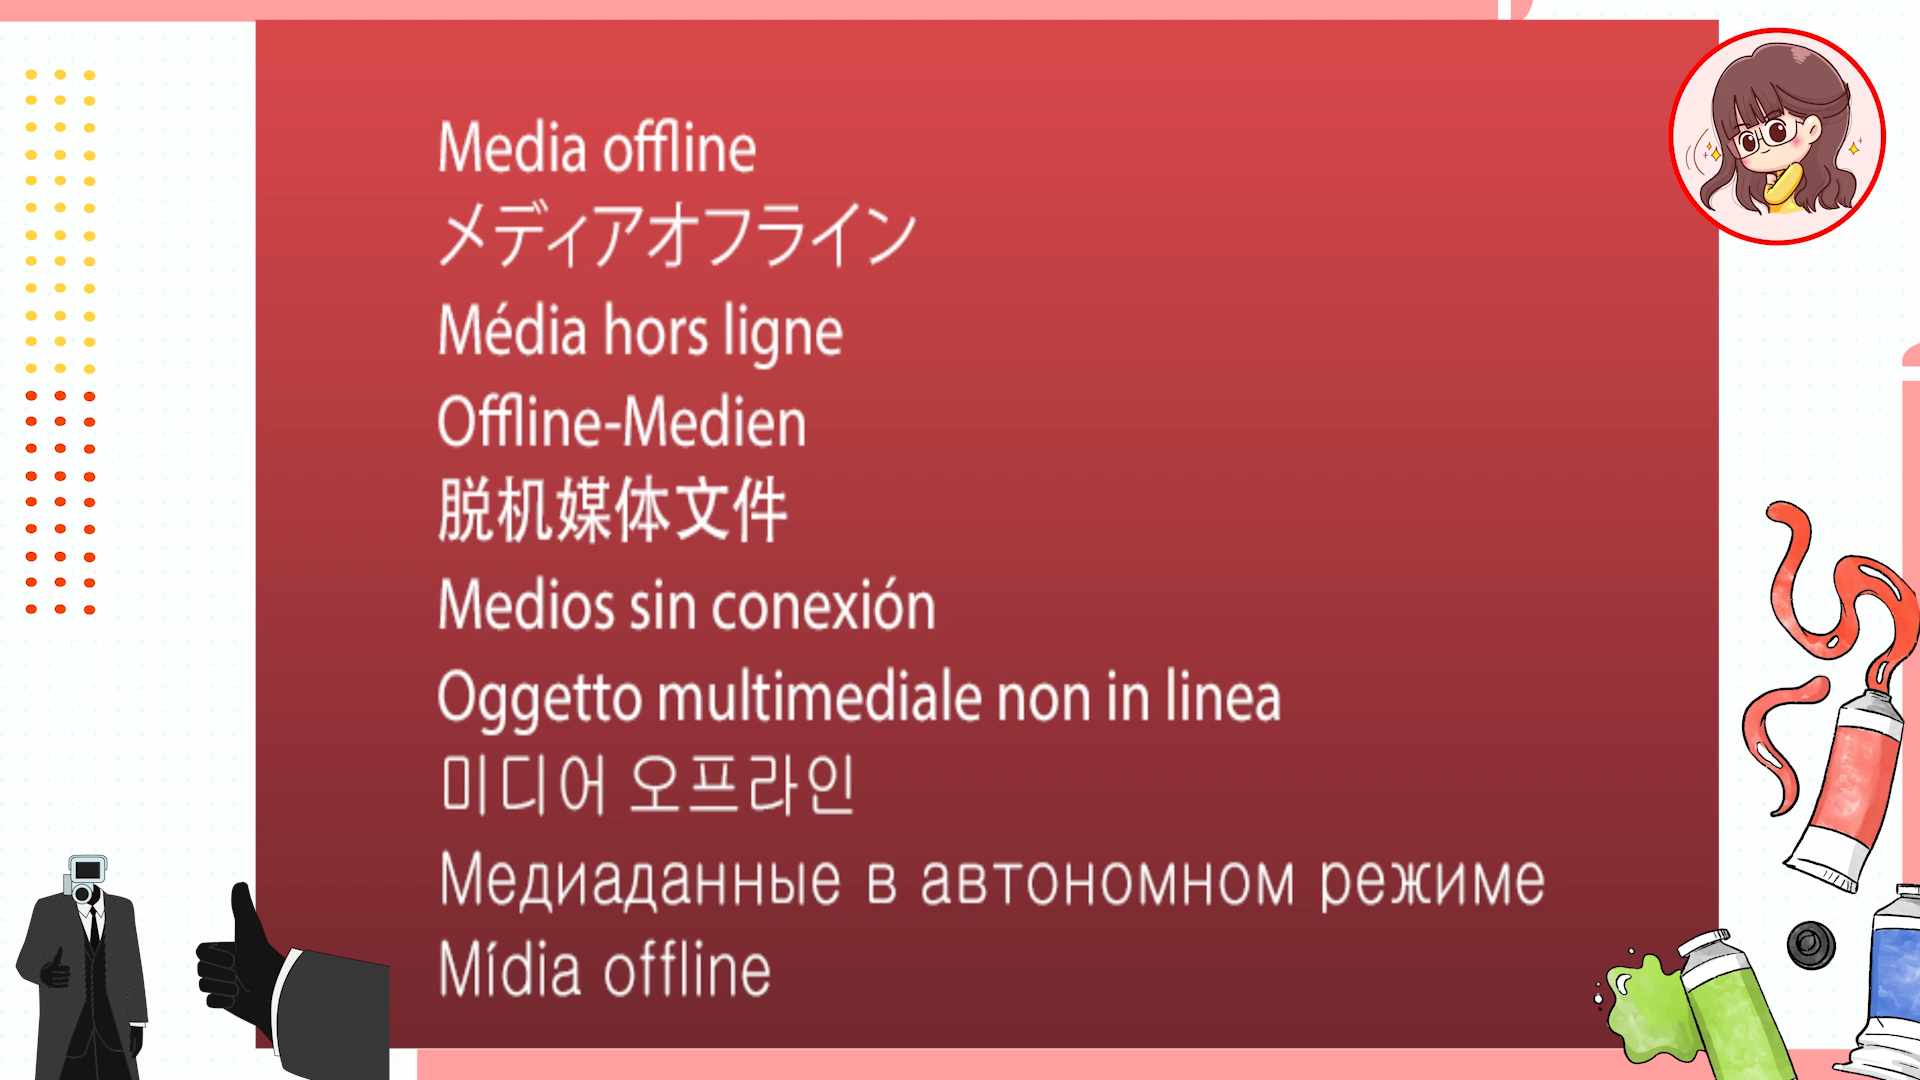 Media offline
メディアオフライン
Média hors ligne
Offline-Medien
脱机媒体文件
Medios sin conexión
Oggetto multimediale non in linea
미디어 오프라인
Медиаданные в автономном режиме
Mídia offline